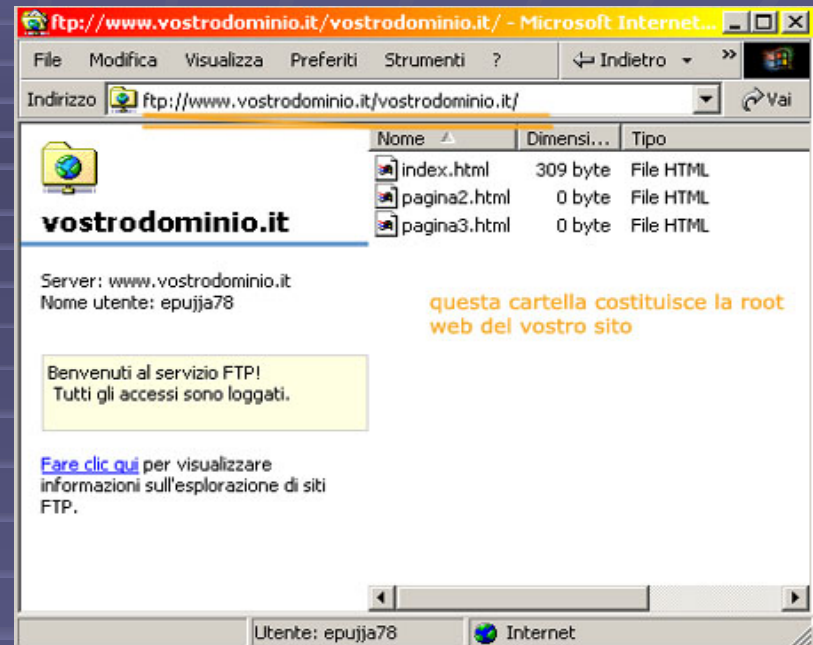 ftp://www.vostrodominio.it/vostrodominio.it/ - Microsoft Internet...
File Modifica Visualizza Preferiti Strumenti ? Indietro »
Indirizzo ftp://www.vostrodominio.it/vostrodominio.it/ Vai
vostrodominio.it
Server: www.vostrodominio.it
Nome utente: epujja78
Benvenuti al servizio FTP!
Tutti gli accessi sono loggati.
Fare clic qui per visualizzare
informazioni sull'esplorazione di siti
FTP.
Nome Dimensi... Tipo
index.html 309 byte File HTML
pagina2.html 0 byte File HTML
pagina3.html 0 byte File HTML
questa cartella costituisce la root
web del vostro sito
Utente: epujja78 Internet